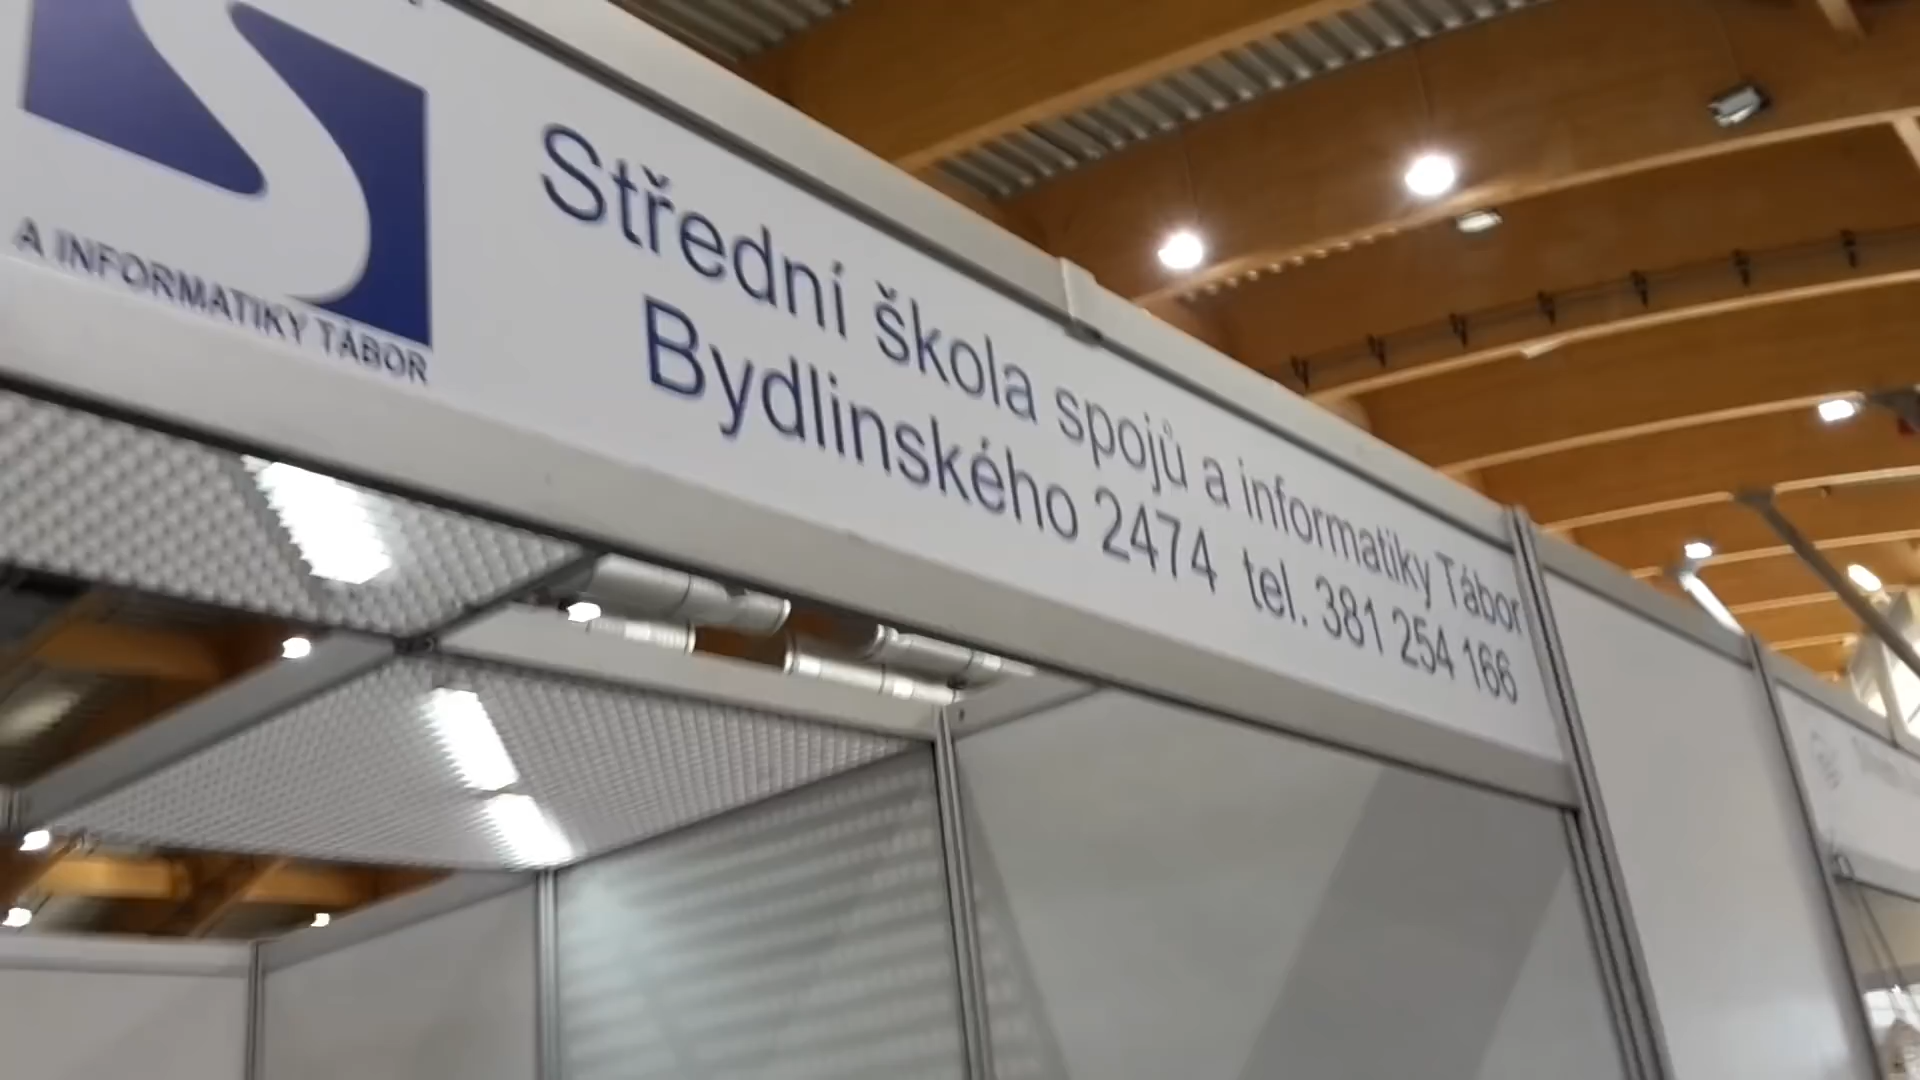 A INFORMATIKY TÁBOR
Střední škola spojů a informatiky Tábor
Bydlinského 2474 tel. 381 254 166